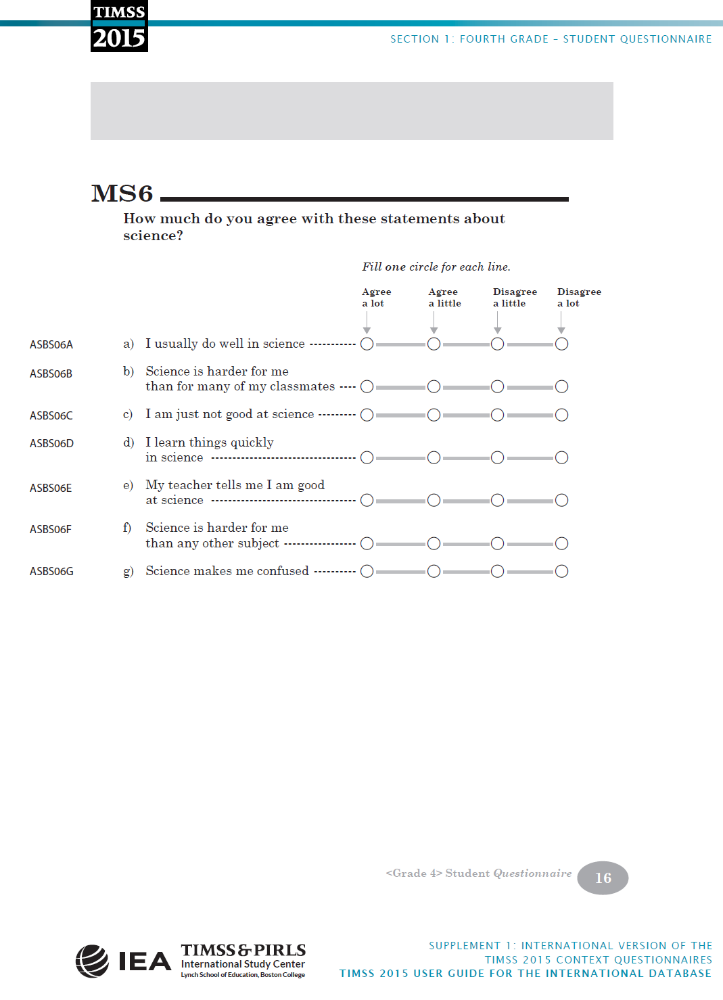 TIMSS
2015
SECTION 1: FOURTH GRADE – STUDENT QUESTIONNAIRE
MS6
How much do you agree with these statements about
science?
Fill one circle for each line.
Agree Agree Disagree Disagree
a lot a little a little a lot
ASBS06A a) I usually do well in science
ASBS06B b) Science is harder for me
than for many of my classmates
ASBS06C c) I am just not good at science
ASBS06D d) I learn things quickly
in science
ASBS06E e) My teacher tells me I am good
at science
ASBS06F f) Science is harder for me
than any other subject
ASBS06G g) Science makes me confused
<Grade 4> Student Questionnaire 16
IEA
TIMSS & PIRLS
International Study Center
Lynch School of Education, Boston College
SUPPLEMENT 1: INTERNATIONAL VERSION OF THE
TIMSS 2015 CONTEXT QUESTIONNAIRES
TIMSS 2015 USER GUIDE FOR THE INTERNATIONAL DATABASE